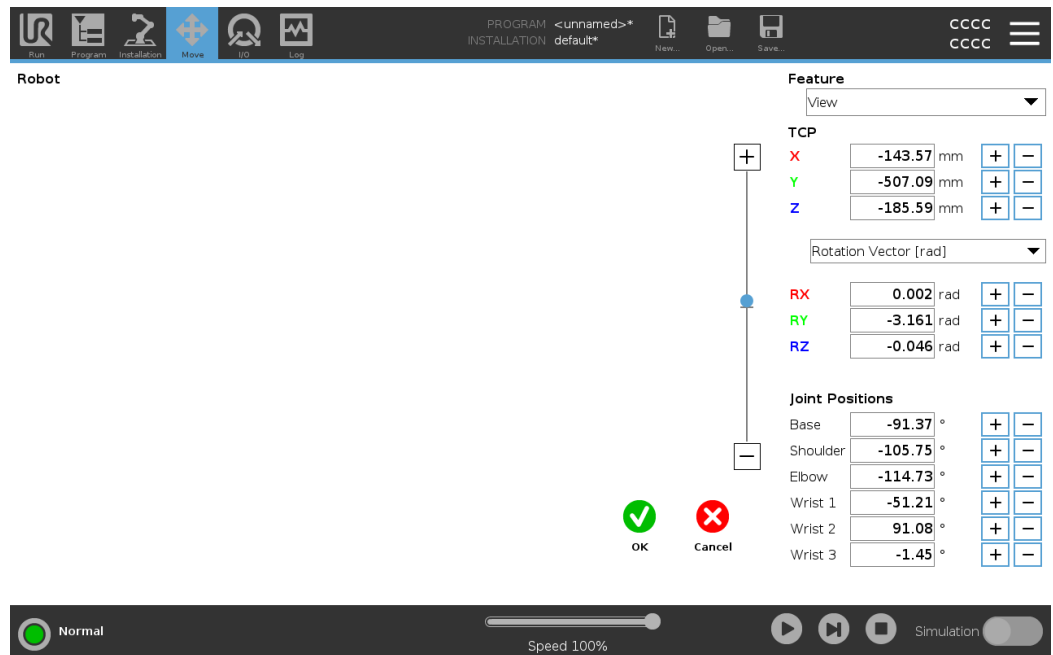 PROGRAM <unnamed>*
INSTALLATION default*
Run Program Installation Move I/O Log New... Open... Save...
CCCC
CCCC
Robot
Feature
View
TCP
X -143.57 mm + −
Y -507.09 mm + −
Z -185.59 mm + −
Rotation Vector [rad]
RX 0.002 rad + −
RY -3.161 rad + −
RZ -0.046 rad + −
Joint Positions
Base -91.37 ° + −
Shoulder -105.75 ° + −
Elbow -114.73 ° + −
Wrist 1 -51.21 ° + −
Wrist 2 91.08 ° + −
Wrist 3 -1.45 ° + −
+
−
OK Cancel
Normal
Speed 100%
Simulation